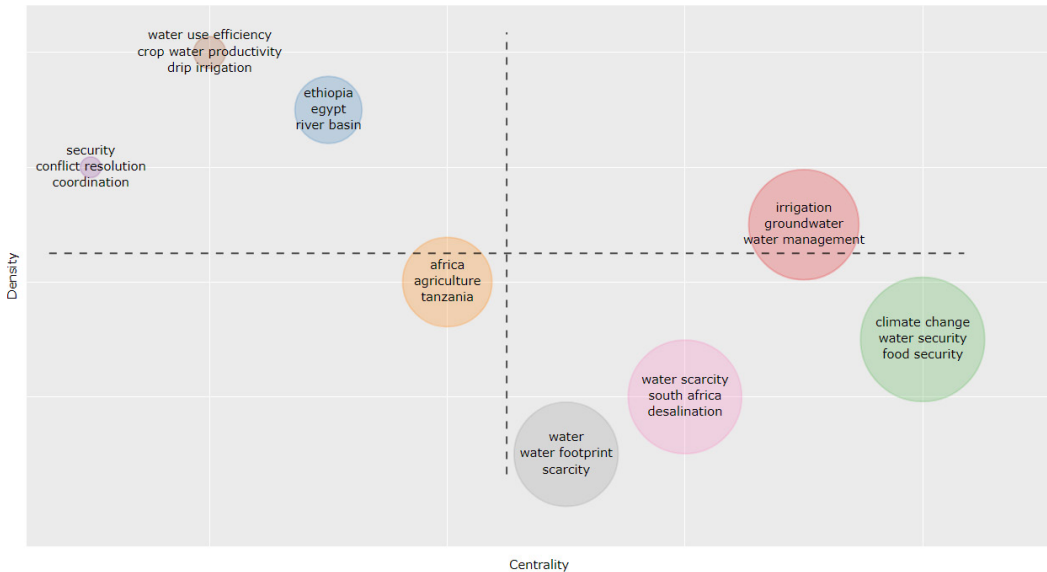 water use efficiency
crop water productivity
drip irrigation
ethiopia
egypt
river basin
security
conflict resolution
coordination
irrigation
groundwater
water management
africa
agriculture
tanzania
climate change
water security
food security
water scarcity
south africa
desalination
water
water footprint
scarcity
Density
Centrality